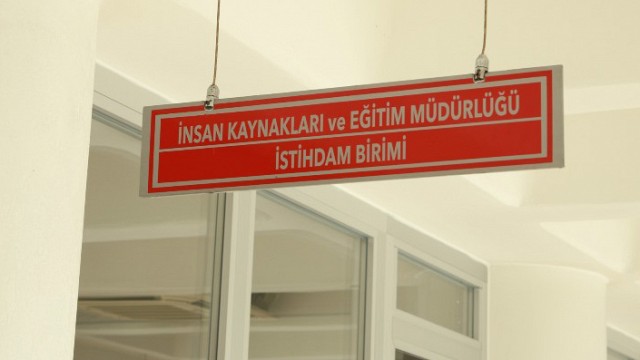 İNSAN KAYNAKLARI ve EĞİTİM MÜDÜRLÜĞÜ
İSTİHDAM BİRİMİ